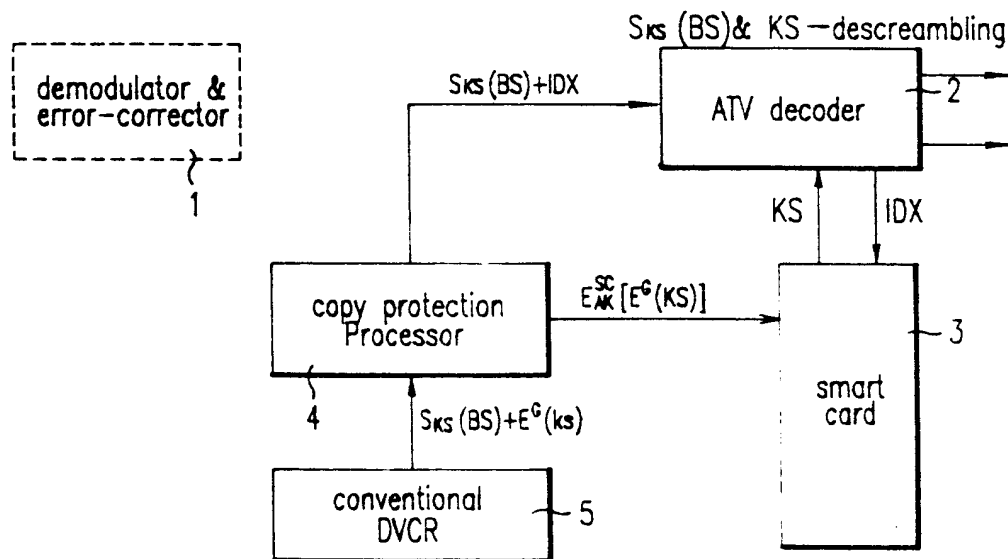 SKS (BS) & KS-descreambling
demodulator &
error-corrector
1
SKS(BS)+IDX
ATV decoder
2
KS
IDX
copy protection
Processor
4
E^SC_AK [E^G(KS)]
3
smart
card
SKS (BS)+E^G(ks)
conventional
DVCR
5